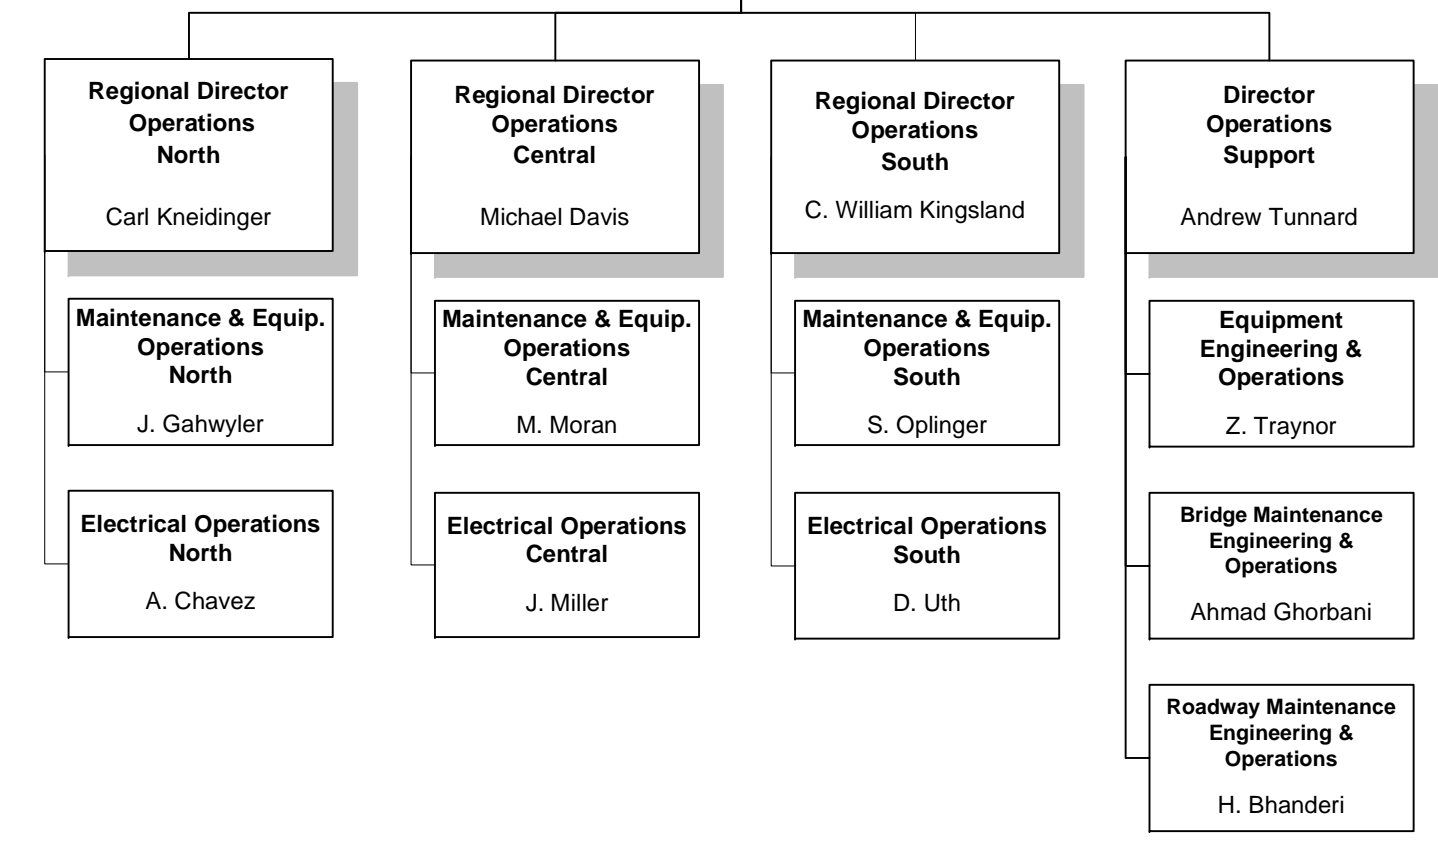 Regional Director
Operations
North
Carl Kneidinger
Regional Director
Operations
Central
Michael Davis
Regional Director
Operations
South
C. William Kingsland
Director
Operations
Support
Andrew Tunnard
Maintenance & Equip.
Operations
North
J. Gahwyler
Maintenance & Equip.
Operations
Central
M. Moran
Maintenance & Equip.
Operations
South
S. Oplinger
Equipment
Engineering &
Operations
Z. Traynor
Electrical Operations
North
A. Chavez
Electrical Operations
Central
J. Miller
Electrical Operations
South
D. Uth
Bridge Maintenance
Engineering &
Operations
Ahmad Ghorbani
Roadway Maintenance
Engineering &
Operations
H. Bhanderi